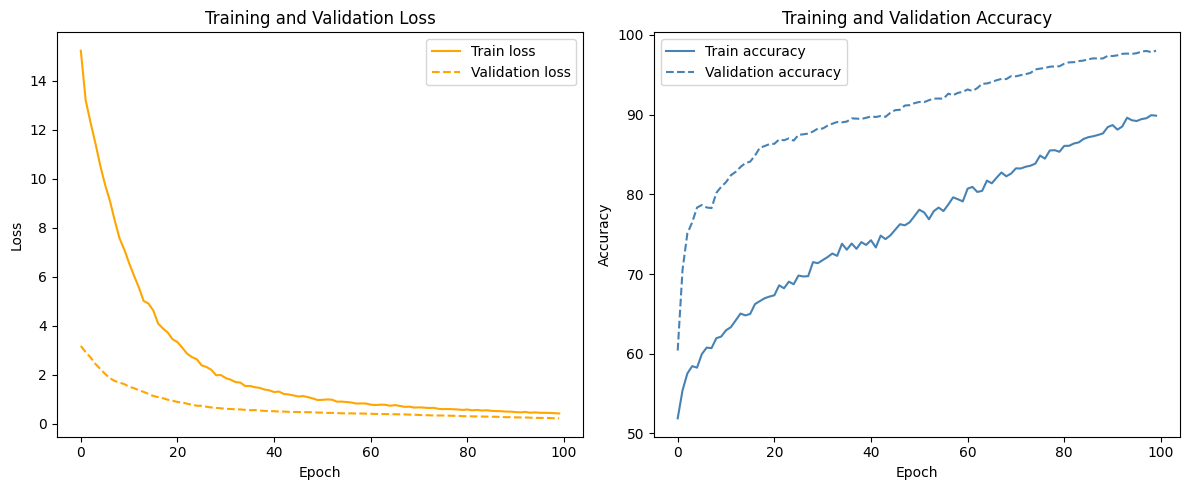 Training and Validation Loss
Train loss
Validation loss
14
12
10
8
6
4
2
0
Loss
0 20 40 60 80 100
Epoch
Training and Validation Accuracy
Train accuracy
Validation accuracy
100
90
80
70
60
50
Accuracy
0 20 40 60 80 100
Epoch